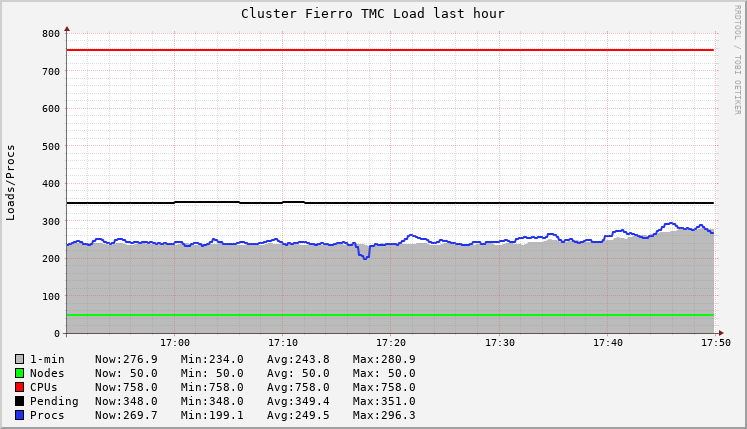 Cluster Fierro TMC Load last hour
RRDTOOL / TOBI OETIKER
Loads/Procs
800
700
600
500
400
300
200
100
0
17:00 17:10 17:20 17:30 17:40 17:50
1-min Now:276.9 Min:234.0 Avg:243.8 Max:280.9
Nodes Now: 50.0 Min: 50.0 Avg: 50.0 Max: 50.0
CPUs Now:758.0 Min:758.0 Avg:758.0 Max:758.0
Pending Now:348.0 Min:348.0 Avg:349.4 Max:351.0
Procs Now:269.7 Min:199.1 Avg:249.5 Max:296.3